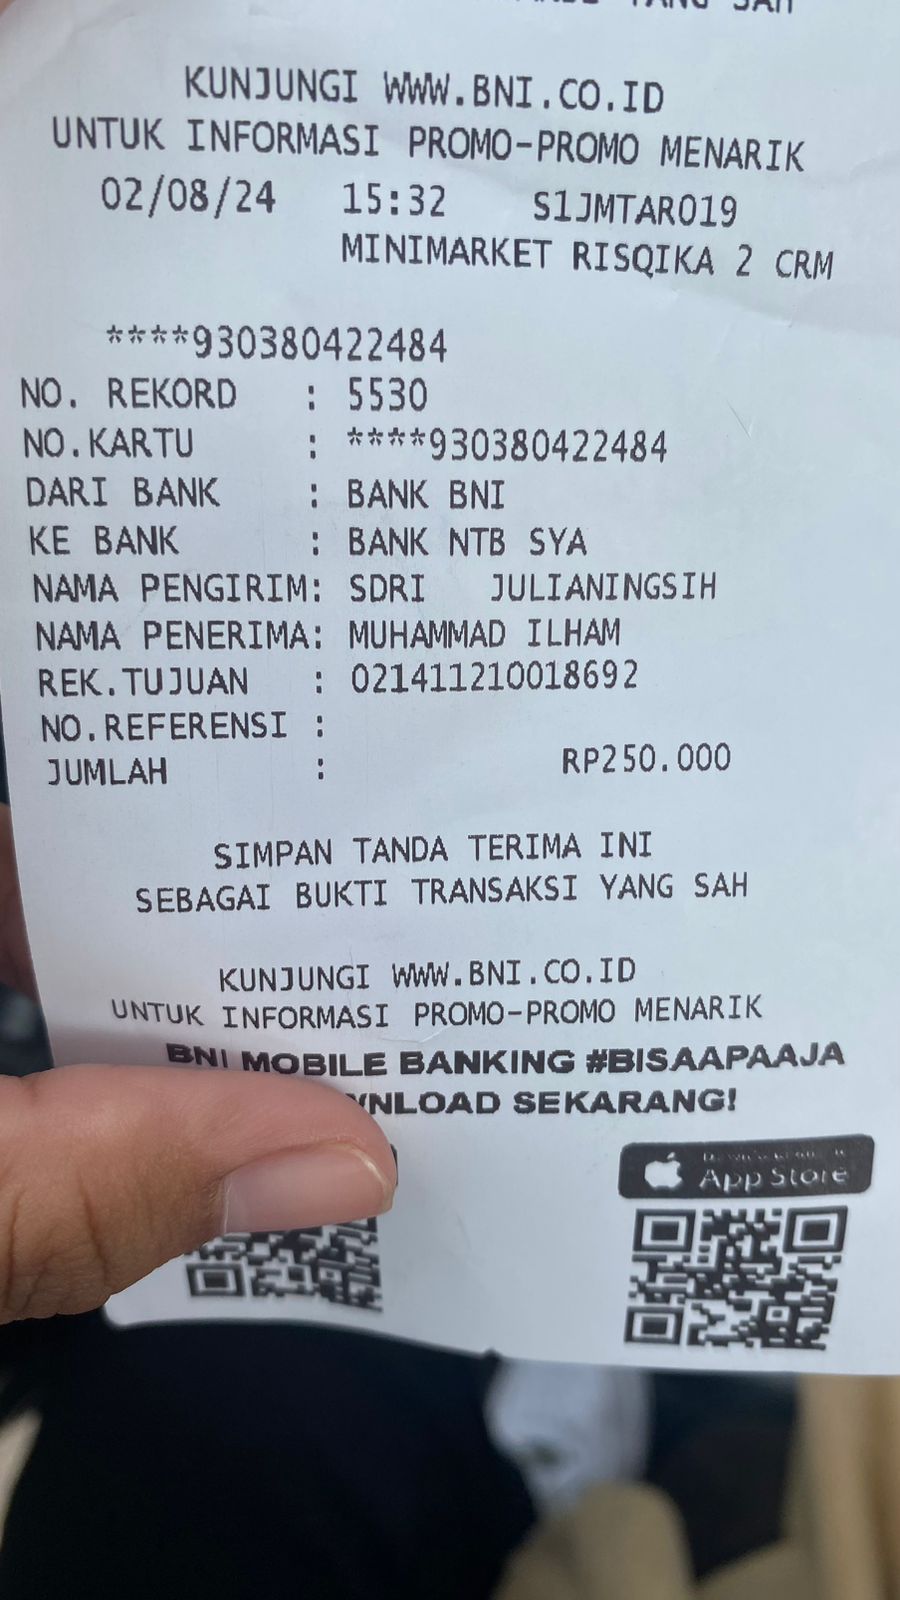 YANG SAH
KUNJUNGI WWW.BNI.CO.ID
UNTUK INFORMASI PROMO-PROMO MENARIK
02/08/24 15:32 S1JMTAR019
MINIMARKET RISQIKA 2 CRM
****930380422484
NO. REKORD : 5530
NO.KARTU : ****930380422484
DARI BANK : BANK BNI
KE BANK : BANK NTB SYA
NAMA PENGIRIM: SDRI JULIANINGSIH
NAMA PENERIMA: MUHAMMAD ILHAM
REK.TUJUAN : 021411210018692
NO.REFERENSI :
JUMLAH : RP250.000
SIMPAN TANDA TERIMA INI
SEBAGAI BUKTI TRANSAKSI YANG SAH
KUNJUNGI WWW.BNI.CO.ID
UNTUK INFORMASI PROMO-PROMO MENARIK
BNI MOBILE BANKING #BISAAPAAJA
WNLOAD SEKARANG!
App Store